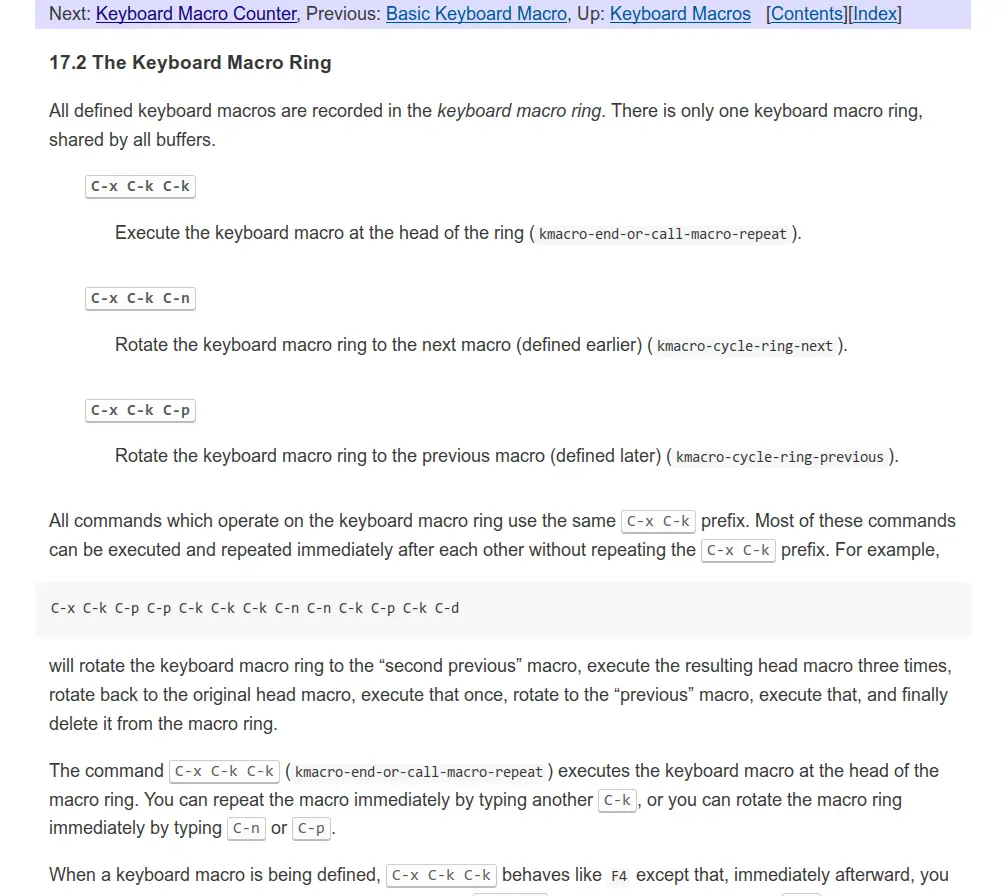 Next: Keyboard Macro Counter, Previous: Basic Keyboard Macro, Up: Keyboard Macros [Contents][Index]
17.2 The Keyboard Macro Ring
All defined keyboard macros are recorded in the keyboard macro ring. There is only one keyboard macro ring,
shared by all buffers.
C-x C-k C-k
Execute the keyboard macro at the head of the ring ( kmacro-end-or-call-macro-repeat ).
C-x C-k C-n
Rotate the keyboard macro ring to the next macro (defined earlier) ( kmacro-cycle-ring-next ).
C-x C-k C-p
Rotate the keyboard macro ring to the previous macro (defined later) ( kmacro-cycle-ring-previous ).
All commands which operate on the keyboard macro ring use the same C-x C-k prefix. Most of these commands
can be executed and repeated immediately after each other without repeating the C-x C-k prefix. For example,
C-x C-k C-p C-p C-k C-k C-k C-n C-n C-k C-p C-k C-d
will rotate the keyboard macro ring to the “second previous” macro, execute the resulting head macro three times,
rotate back to the original head macro, execute that once, rotate to the “previous” macro, execute that, and finally
delete it from the macro ring.
The command C-x C-k C-k ( kmacro-end-or-call-macro-repeat ) executes the keyboard macro at the head of the
macro ring. You can repeat the macro immediately by typing another C-k , or you can rotate the macro ring
immediately by typing C-n or C-p .
When a keyboard macro is being defined, C-x C-k C-k behaves like F4 except that, immediately afterward, you